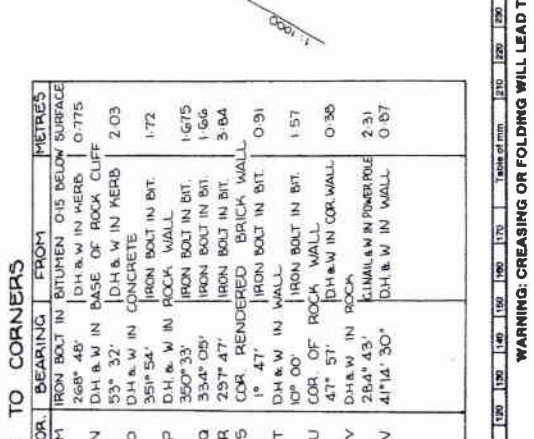 TO CORNERS
OR. BEARING FROM METRES
M IRON BOLT IN BITUMEN 0·15 BELOW SURFACE
268° 48' D.H. & W IN KERB 0·775
N D.H. & W IN BASE OF ROCK CLIFF
53° 32' D.H & W IN KERB 2·03
O D.H & W IN CONCRETE
351° 54' IRON BOLT IN BIT. 1·72
P D.H. & W IN ROCK WALL
350° 33' IRON BOLT IN BIT. 1·675
Q 334° 05' IRON BOLT IN BIT. 1·66
R 297° 47' IRON BOLT IN BIT. 3·84
S COR RENDERED BRICK WALL
1° 47' IRON BOLT IN BIT. 0·91
T D.H & W IN WALL
10° 00' IRON BOLT IN BIT. 1·57
U COR. OF ROCK WALL
47° 57' D.H & W IN COR. WALL 0·38
V D.H & W IN ROCK
284° 43' G.I.NAIL & W IN POWER POLE 2·31
41° 14' 30" D.H. & W IN WALL 0·87
1:1000
120 130 140 150 160 170 Table of mm 210 220 230
WARNING: CREASING OR FOLDING WILL LEAD T